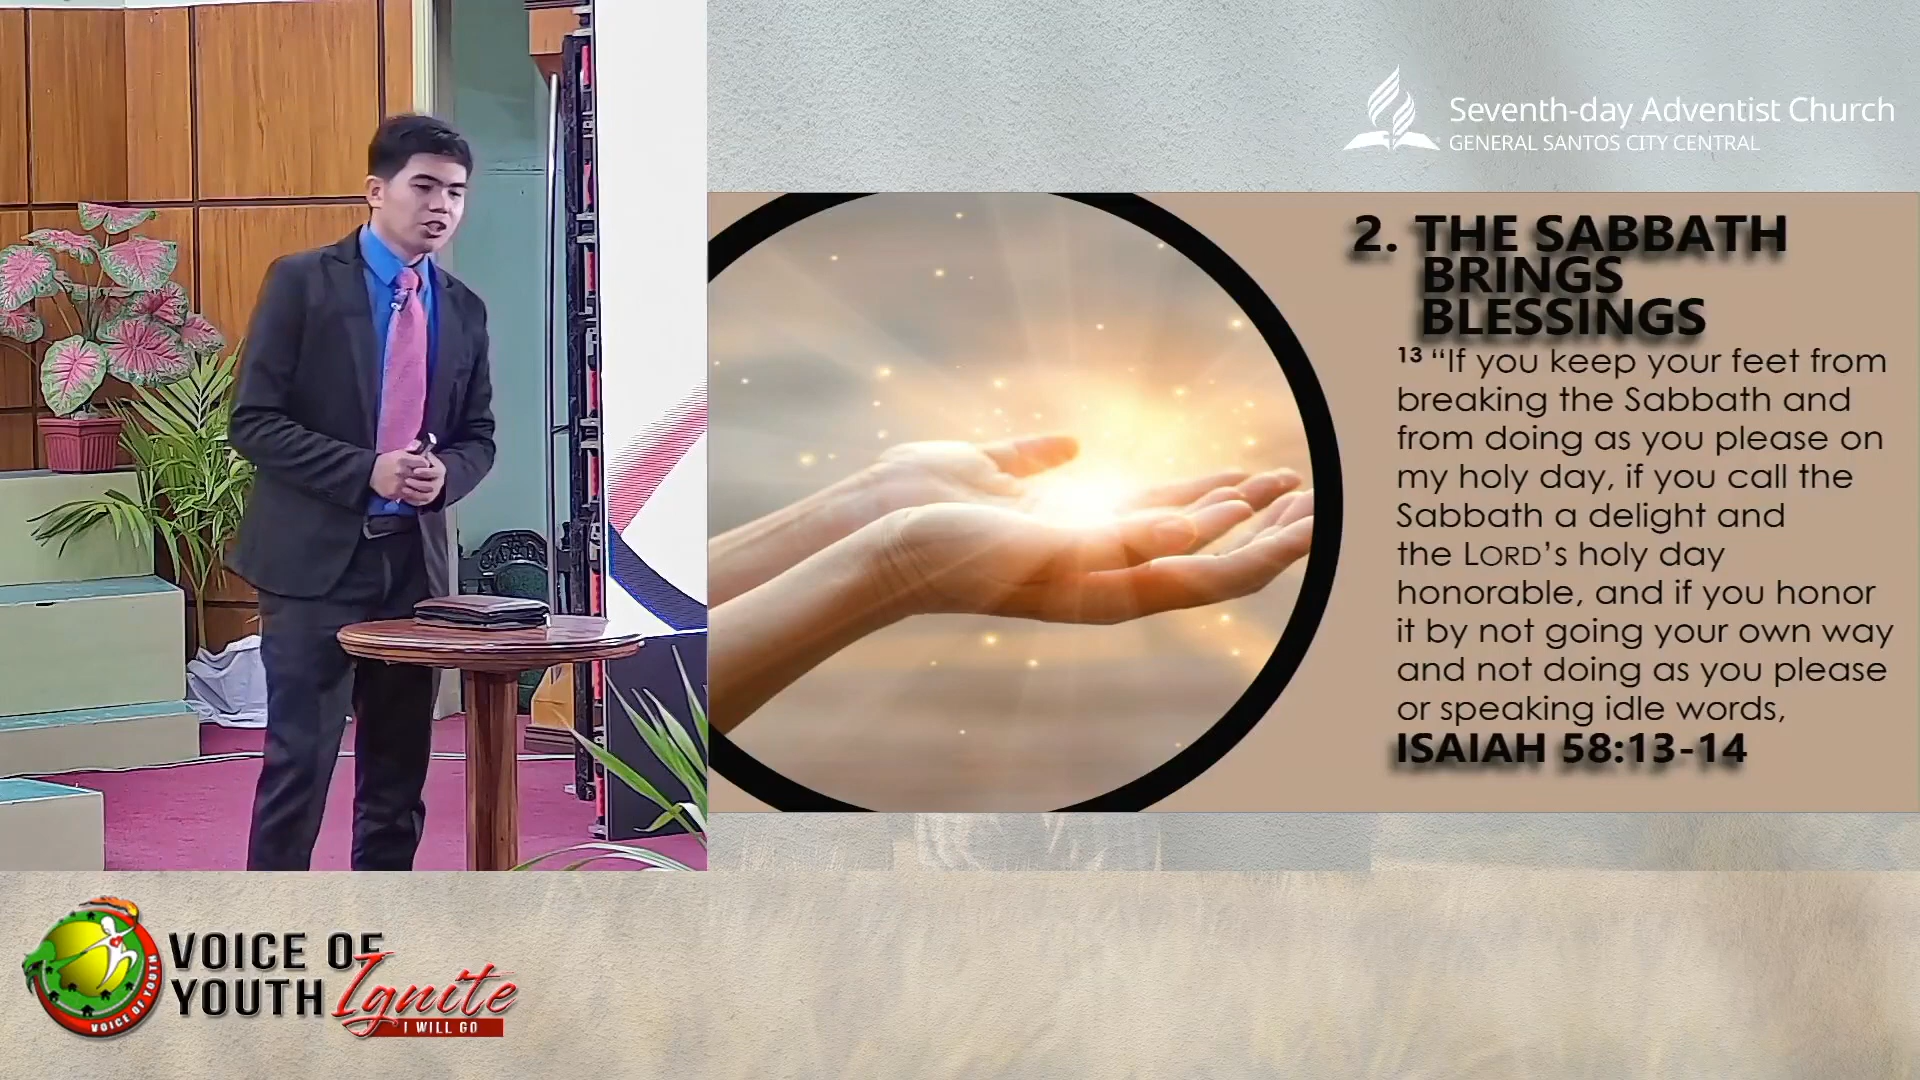 Seventh-day Adventist Church
GENERAL SANTOS CITY CENTRAL
2. THE SABBATH
BRINGS
BLESSINGS
13 “If you keep your feet from
breaking the Sabbath and
from doing as you please on
my holy day, if you call the
Sabbath a delight and
the LORD’s holy day
honorable, and if you honor
it by not going your own way
and not doing as you please
or speaking idle words,
ISAIAH 58:13-14
VOICE OF YOUTH
VOICE OF
YOUTH Ignite
I WILL GO